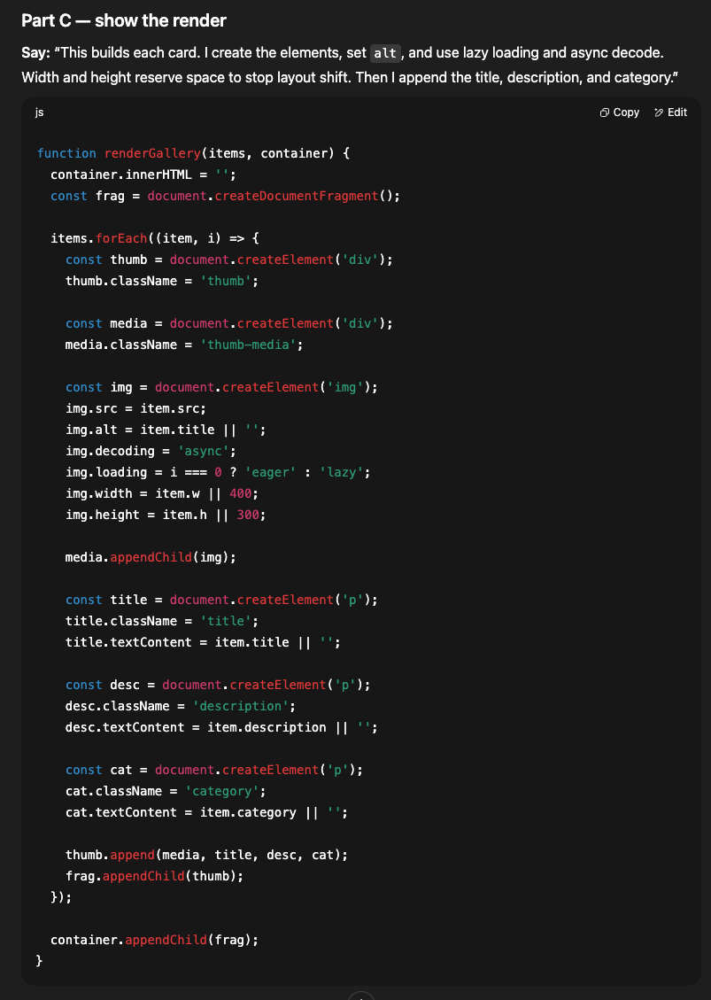 Part C — show the render
Say: “This builds each card. I create the elements, set alt, and use lazy loading and async decode.
Width and height reserve space to stop layout shift. Then I append the title, description, and category.”
js
Copy
Edit
function renderGallery(items, container) {
  container.innerHTML = '';
  const frag = document.createDocumentFragment();
  items.forEach((item, i) => {
    const thumb = document.createElement('div');
    thumb.className = 'thumb';
    const media = document.createElement('div');
    media.className = 'thumb-media';
    const img = document.createElement('img');
    img.src = item.src;
    img.alt = item.title || '';
    img.decoding = 'async';
    img.loading = i === 0 ? 'eager' : 'lazy';
    img.width = item.w || 400;
    img.height = item.h || 300;
    media.appendChild(img);
    const title = document.createElement('p');
    title.className = 'title';
    title.textContent = item.title || '';
    const desc = document.createElement('p');
    desc.className = 'description';
    desc.textContent = item.description || '';
    const cat = document.createElement('p');
    cat.className = 'category';
    cat.textContent = item.category || '';
    thumb.append(media, title, desc, cat);
    frag.appendChild(thumb);
  });
  container.appendChild(frag);
}